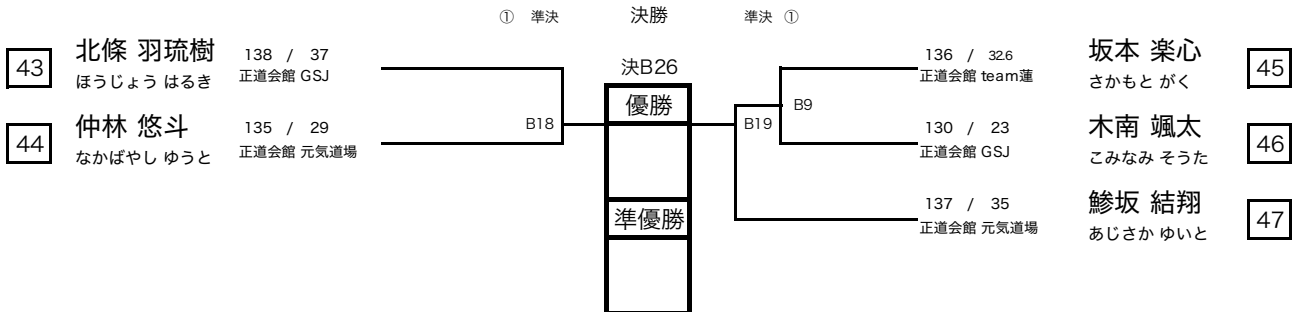 ① 準決 決勝 準決 ①
決B26
優勝
準優勝
43 北條 羽琉樹 138 / 37
ほうじょう はるき 正道会館 GSJ
B18
44 仲林 悠斗 135 / 29
なかばやし ゆうと 正道会館 元気道場
136 / 32.6 坂本 楽心 45
正道会館 team蓮 さかもと がく
B9
B19
130 / 23 木南 颯太 46
正道会館 GSJ こみなみ そうた
137 / 35 鯵坂 結翔 47
正道会館 元気道場 あじさか ゆいと